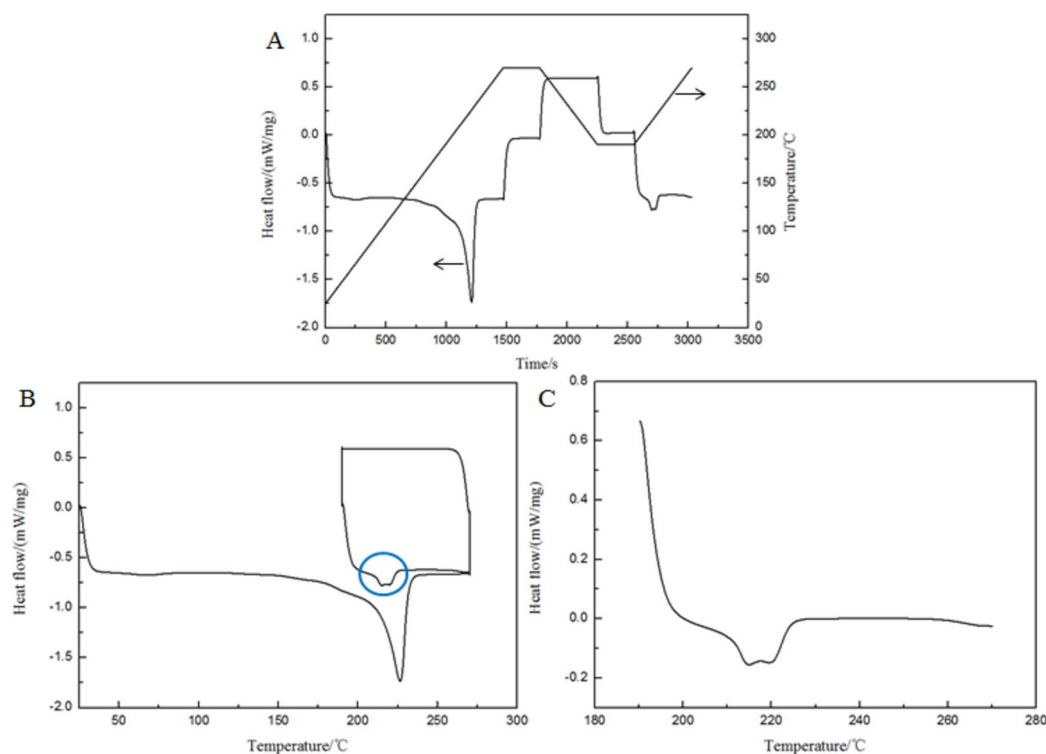 A
1.0
0.5
0.0
-0.5
-1.0
-1.5
-2.0
Heat flow/(mW/mg)
300
250
200
150
100
50
0
Temperature/℃
0 500 1000 1500 2000 2500 3000 3500
Time/s
B
1.0
0.5
0.0
-0.5
-1.0
-1.5
-2.0
Heat flow/(mW/mg)
50 100 150 200 250 300
Temperature/℃
C
0.8
0.6
0.4
0.2
0.0
-0.2
Heat flow/(mW/mg)
180 200 220 240 260 280
Temperature/℃